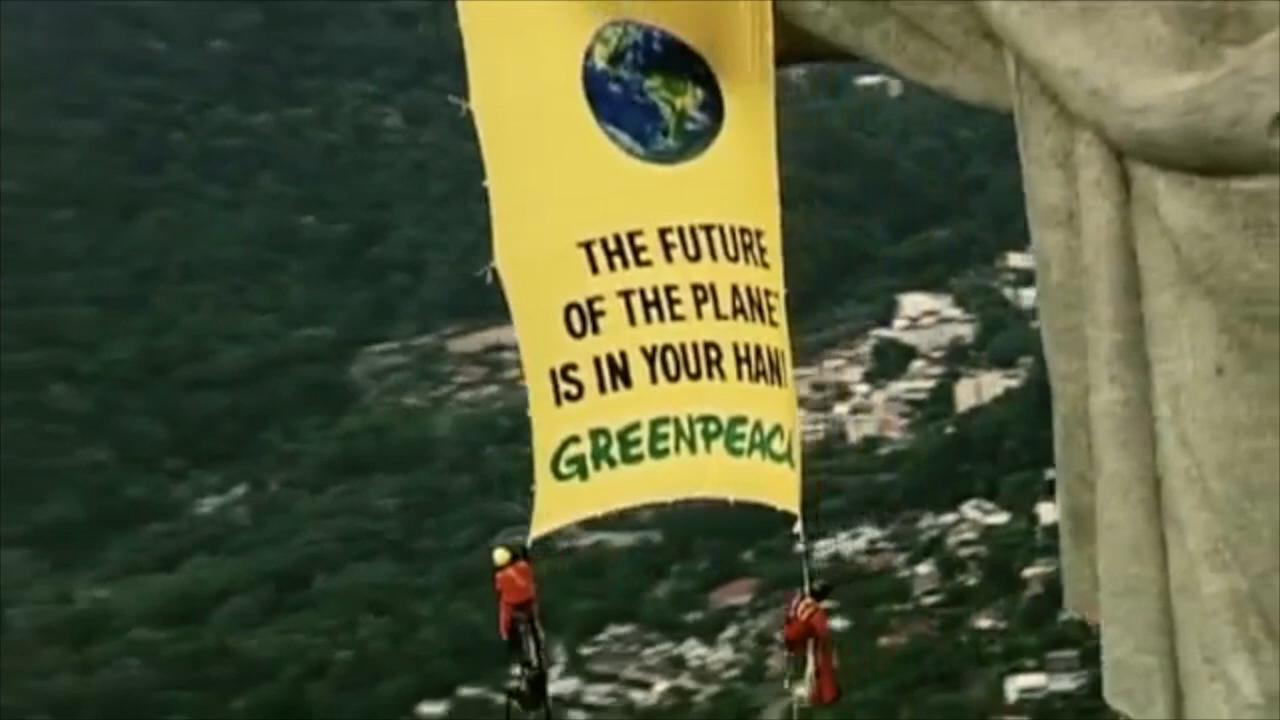 THE FUTURE
OF THE PLANE
IS IN YOUR HAN
GREENPEAC